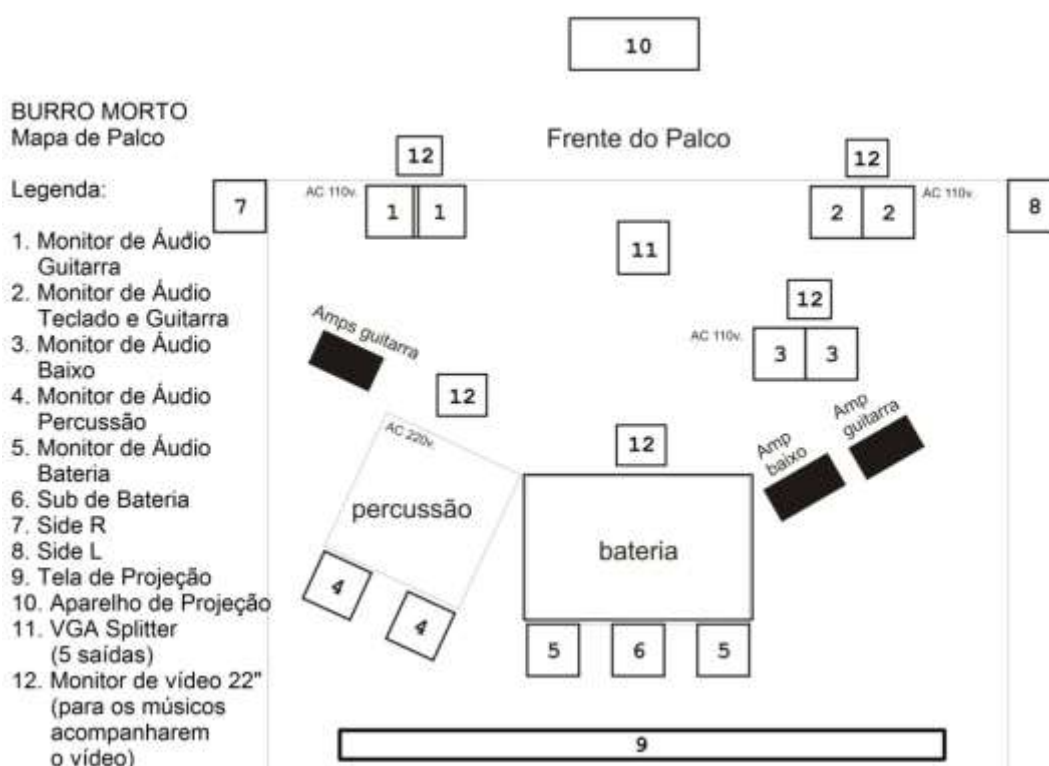 10
BURRO MORTO
Mapa de Palco
Frente do Palco
12
12
Legenda:
7
AC 110v.
1 1
2 2
AC 110v.
8
11
1. Monitor de Áudio
Guitarra
2. Monitor de Áudio
Teclado e Guitarra
3. Monitor de Áudio
Baixo
4. Monitor de Áudio
Percussão
5. Monitor de Áudio
Bateria
6. Sub de Bateria
7. Side R
8. Side L
9. Tela de Projeção
10. Aparelho de Projeção
11. VGA Splitter
(5 saídas)
12. Monitor de vídeo 22"
(para os músicos
acompanharem
o vídeo)
12
AC 110v.
3 3
Amps guitarra
12
AC 220v.
percussão
4
4
12
bateria
Amp
baixo
Amp
guitarra
5
6
5
9